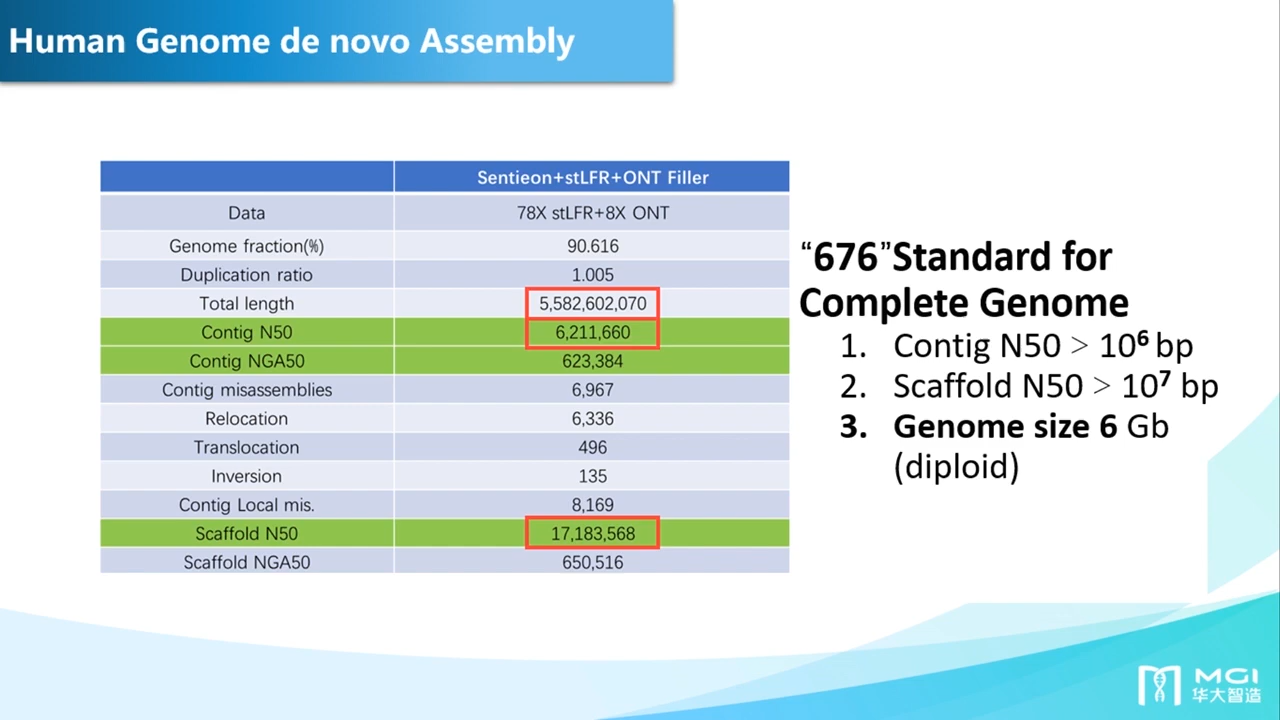 Human Genome de novo Assembly
Sentieon+stLFR+ONT Filler
Data 78X stLFR+8X ONT
Genome fraction(%) 90.616
Duplication ratio 1.005
Total length 5,582,602,070
Contig N50 6,211,660
Contig NGA50 623,384
Contig misassemblies 6,967
Relocation 6,336
Translocation 496
Inversion 135
Contig Local mis. 8,169
Scaffold N50 17,183,568
Scaffold NGA50 650,516
“676”Standard for
Complete Genome
1. Contig N50 > 10⁶ bp
2. Scaffold N50 > 10⁷ bp
3. Genome size 6 Gb
(diploid)
MGI
华大智造